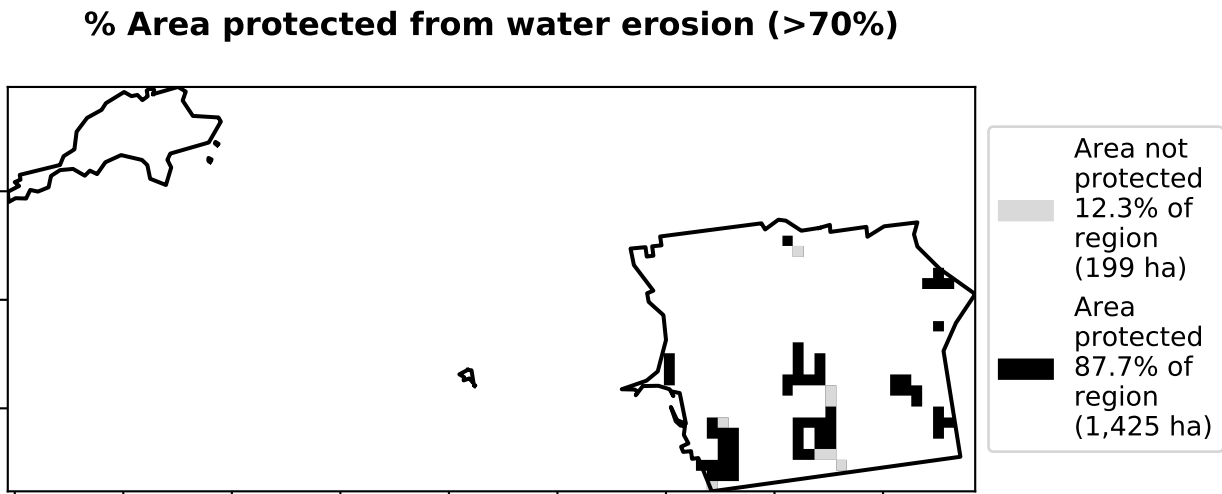 % Area protected from water erosion (>70%)
Area not
protected
12.3% of
region
(199 ha)
Area
protected
87.7% of
region
(1,425 ha)